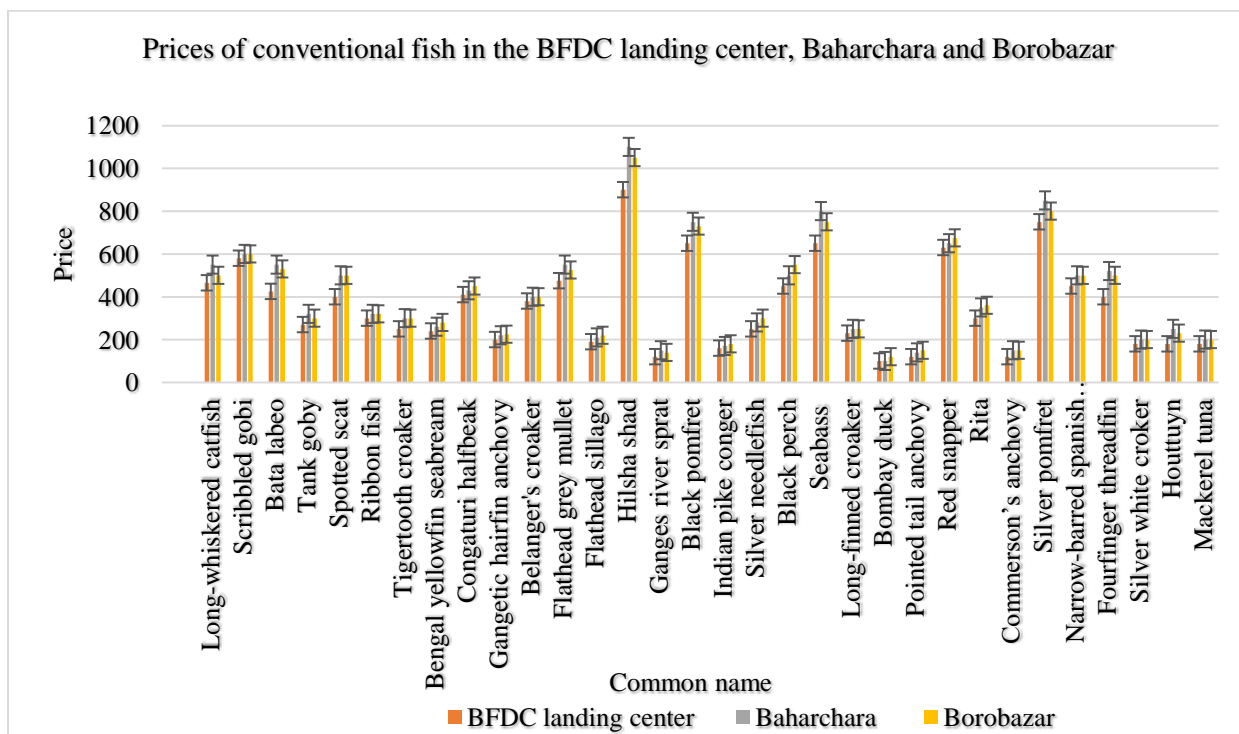 Prices of conventional fish in the BFDC landing center, Baharchara and Borobazar
Price
1200
1000
800
600
400
200
0
Long-whiskered catfish
Scribbled gobi
Bata labeo
Tank goby
Spotted scat
Ribbon fish
Tigertooth croaker
Bengal yellowfin seabream
Congaturi halfbeak
Gangetic hairfin anchovy
Belanger's croaker
Flathead grey mullet
Flathead sillago
Hilsha shad
Ganges river sprat
Black pomfret
Indian pike conger
Silver needlefish
Black perch
Seabass
Long-finned croaker
Bombay duck
Pointed tail anchovy
Red snapper
Rita
Commerson’s anchovy
Silver pomfret
Narrow-barred spanish…
Fourfinger threadfin
Silver white croker
Houttuyn
Mackerel tuna
Common name
BFDC landing center
Baharchara
Borobazar